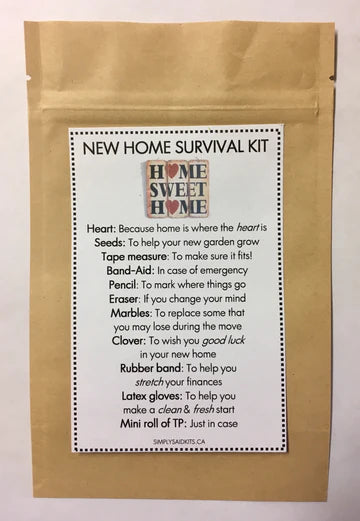 NEW HOME SURVIVAL KIT
HOME
SWEET
HOME
Heart: Because home is where the heart is
Seeds: To help your new garden grow
Tape measure: To make sure it fits!
Band-Aid: In case of emergency
Pencil: To mark where things go
Eraser: If you change your mind
Marbles: To replace some that
you may lose during the move
Clover: To wish you good luck
in your new home
Rubber band: To help you
stretch your finances
Latex gloves: To help you
make a clean & fresh start
Mini roll of TP: Just in case
SIMPLYSAIDKITS.CA